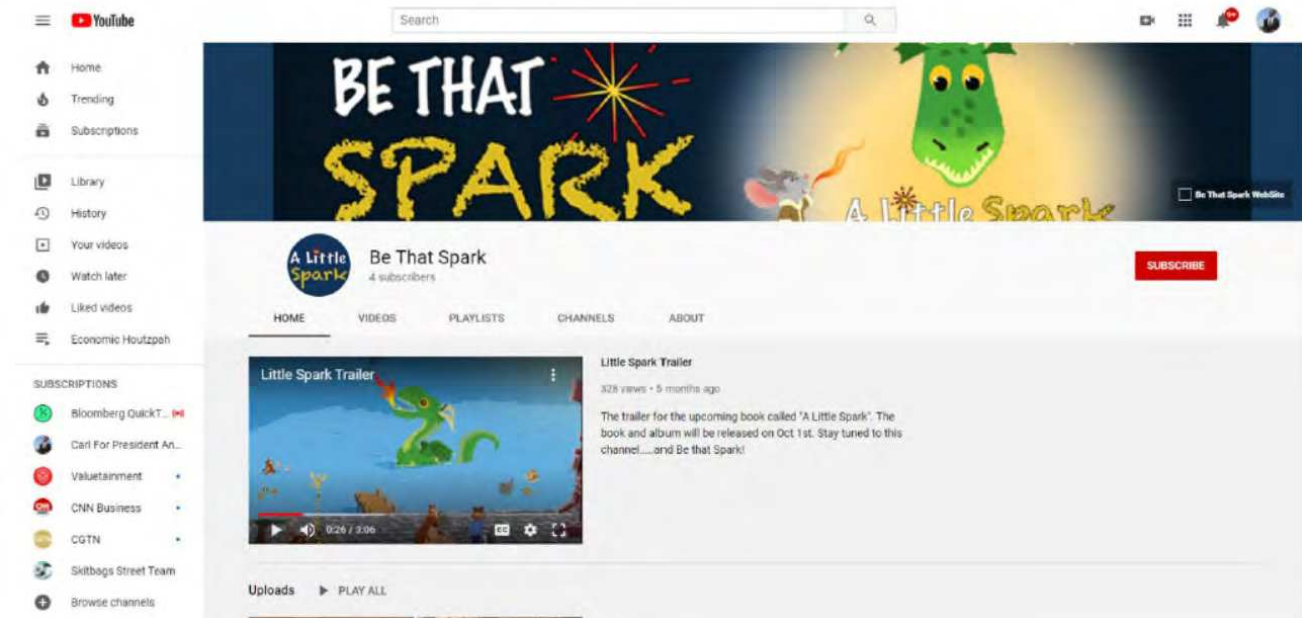 YouTube
Search
9+
Home
Trending
Subscriptions
Library
History
Your videos
Watch later
Liked videos
Economic Houtzpah
SUBSCRIPTIONS
Bloomberg QuickT...
Carl For President An...
Valuetainment
CNN Business
CGTN
Skitbags Street Team
Browse channels
BE THAT
SPARK
A Little Spark
Be That Spark WebSite
A Little
Spark
Be That Spark
4 subscribers
SUBSCRIBE
HOME VIDEOS PLAYLISTS CHANNELS ABOUT
Little Spark Trailer
0:26 / 3:06
CC
Little Spark Trailer
328 views • 5 months ago
The trailer for the upcoming book called "A Little Spark". The
book and album will be released on Oct 1st. Stay tuned to this
channel.....and Be that Spark!
Uploads PLAY ALL